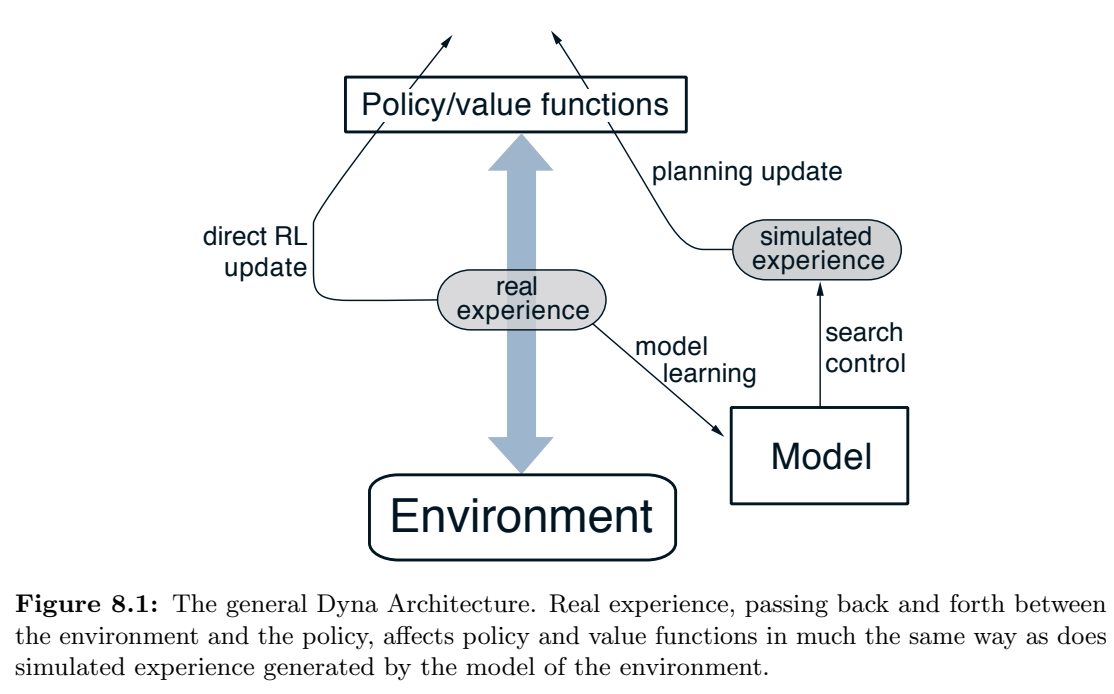 Policy/value functions
planning update
direct RL
update
simulated
experience
real
experience
model
learning
search
control
Model
Environment
Figure 8.1: The general Dyna Architecture. Real experience, passing back and forth between
the environment and the policy, affects policy and value functions in much the same way as does
simulated experience generated by the model of the environment.